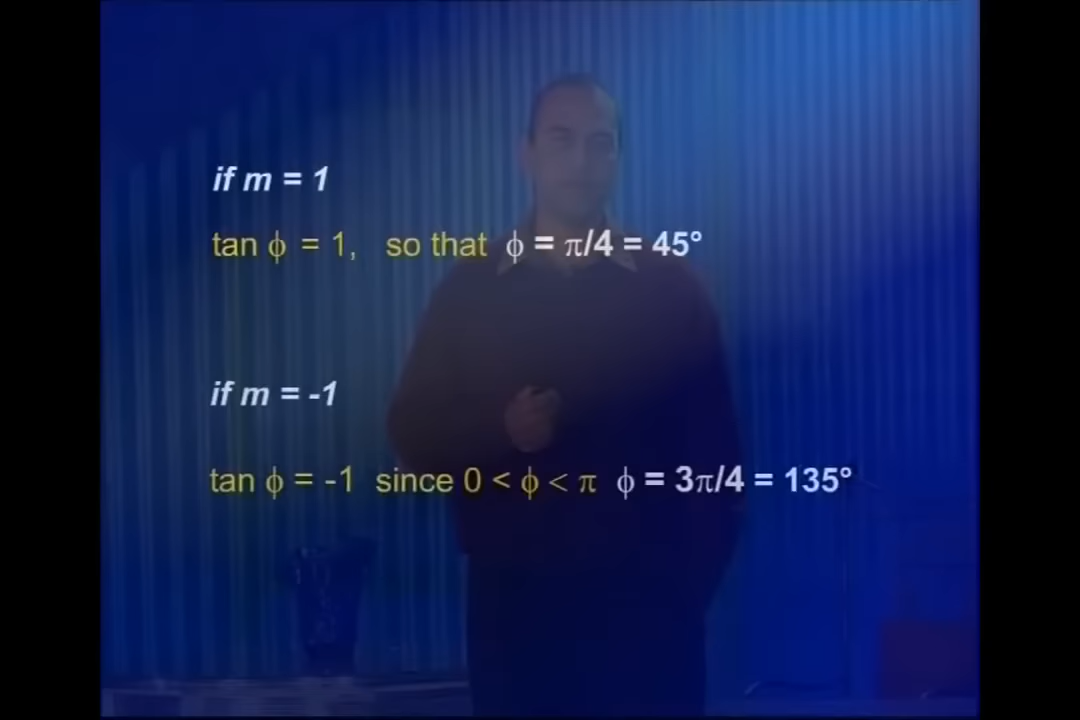 if m = 1
tan ϕ = 1, so that ϕ = π/4 = 45°
if m = -1
tan ϕ = -1 since 0 < ϕ < π ϕ = 3π/4 = 135°